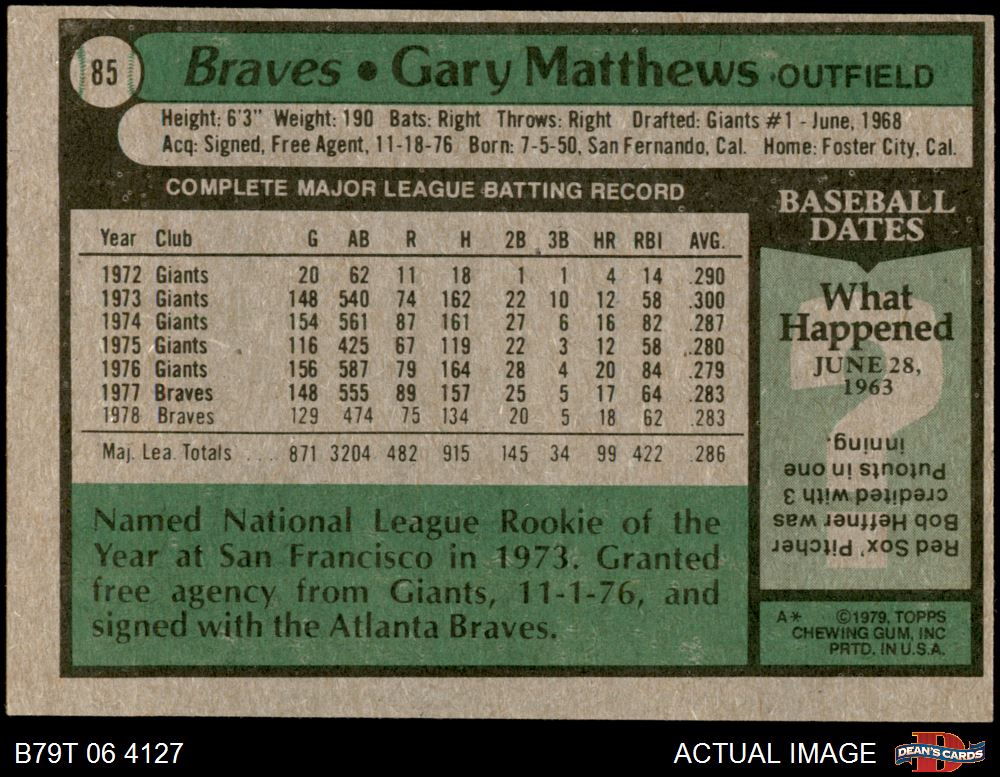 85
Braves • Gary Matthews • OUTFIELD
Height: 6'3" Weight: 190 Bats: Right Throws: Right Drafted: Giants #1 - June, 1968
Acq: Signed, Free Agent, 11-18-76 Born: 7-5-50, San Fernando, Cal. Home: Foster City, Cal.
COMPLETE MAJOR LEAGUE BATTING RECORD
Year Club G AB R H 2B 3B HR RBI AVG.
1972 Giants 20 62 11 18 1 1 4 14 .290
1973 Giants 148 540 74 162 22 10 12 58 .300
1974 Giants 154 561 87 161 27 6 16 82 .287
1975 Giants 116 425 67 119 22 3 12 58 .280
1976 Giants 156 587 79 164 28 4 20 84 .279
1977 Braves 148 555 89 157 25 5 17 64 .283
1978 Braves 129 474 75 134 20 5 18 62 .283
Maj. Lea. Totals .... 871 3204 482 915 145 34 99 422 .286
Named National League Rookie of the
Year at San Francisco in 1973. Granted
free agency from Giants, 11-1-76, and
signed with the Atlanta Braves.
BASEBALL
DATES
What
Happened
JUNE 28,
1963
?
Red Sox' Pitcher
Bob Heffner was
credited with 3
Putouts in one
inning.
A* ©1979, TOPPS
CHEWING GUM, INC
PRTD. IN U.S.A.
B79T 06 4127
ACTUAL IMAGE
D
DEAN'S CARDS